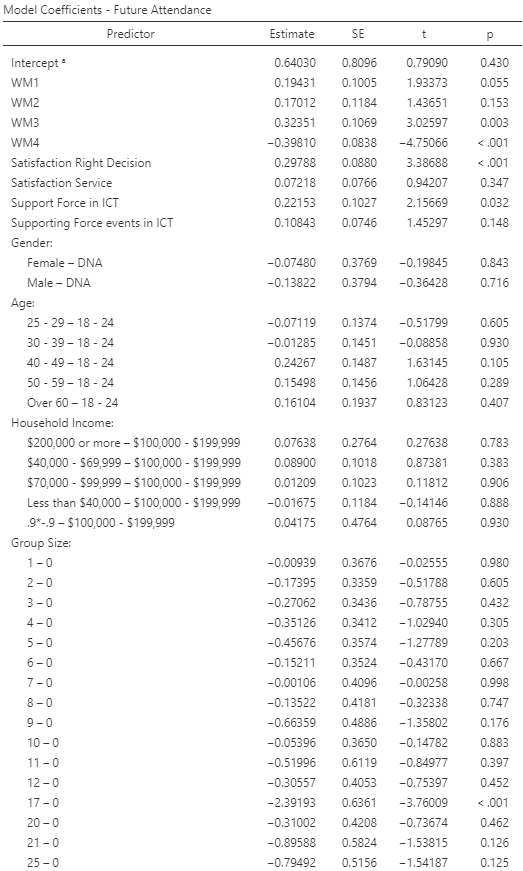 Model Coefficients - Future Attendance
Predictor Estimate SE t p
Intercept ª 0.64030 0.8096 0.79090 0.430
WM1 0.19431 0.1005 1.93373 0.055
WM2 0.17012 0.1184 1.43651 0.153
WM3 0.32351 0.1069 3.02597 0.003
WM4 −0.39810 0.0838 −4.75066 < .001
Satisfaction Right Decision 0.29788 0.0880 3.38688 < .001
Satisfaction Service 0.07218 0.0766 0.94207 0.347
Support Force in ICT 0.22153 0.1027 2.15669 0.032
Supporting Force events in ICT 0.10843 0.0746 1.45297 0.148
Gender:
Female – DNA −0.07480 0.3769 −0.19845 0.843
Male – DNA −0.13822 0.3794 −0.36428 0.716
Age:
25 - 29 – 18 - 24 −0.07119 0.1374 −0.51799 0.605
30 - 39 – 18 - 24 −0.01285 0.1451 −0.08858 0.930
40 - 49 – 18 - 24 0.24267 0.1487 1.63145 0.105
50 - 59 – 18 - 24 0.15498 0.1456 1.06428 0.289
Over 60 – 18 - 24 0.16104 0.1937 0.83123 0.407
Household Income:
$200,000 or more – $100,000 - $199,999 0.07638 0.2764 0.27638 0.783
$40,000 - $69,999 – $100,000 - $199,999 0.08900 0.1018 0.87381 0.383
$70,000 - $99,999 – $100,000 - $199,999 0.01209 0.1023 0.11812 0.906
Less than $40,000 – $100,000 - $199,999 −0.01675 0.1184 −0.14146 0.888
.9*-.9 – $100,000 - $199,999 0.04175 0.4764 0.08765 0.930
Group Size:
1 – 0 −0.00939 0.3676 −0.02555 0.980
2 – 0 −0.17395 0.3359 −0.51788 0.605
3 – 0 −0.27062 0.3436 −0.78755 0.432
4 – 0 −0.35126 0.3412 −1.02940 0.305
5 – 0 −0.45676 0.3574 −1.27789 0.203
6 – 0 −0.15211 0.3524 −0.43170 0.667
7 – 0 −0.00106 0.4096 −0.00258 0.998
8 – 0 −0.13522 0.4181 −0.32338 0.747
9 – 0 −0.66359 0.4886 −1.35802 0.176
10 – 0 −0.05396 0.3650 −0.14782 0.883
11 – 0 −0.51996 0.6119 −0.84977 0.397
12 – 0 −0.30557 0.4053 −0.75397 0.452
17 – 0 −2.39193 0.6361 −3.76009 < .001
20 – 0 −0.31002 0.4208 −0.73674 0.462
21 – 0 −0.89588 0.5824 −1.53815 0.126
25 – 0 −0.79492 0.5156 −1.54187 0.125